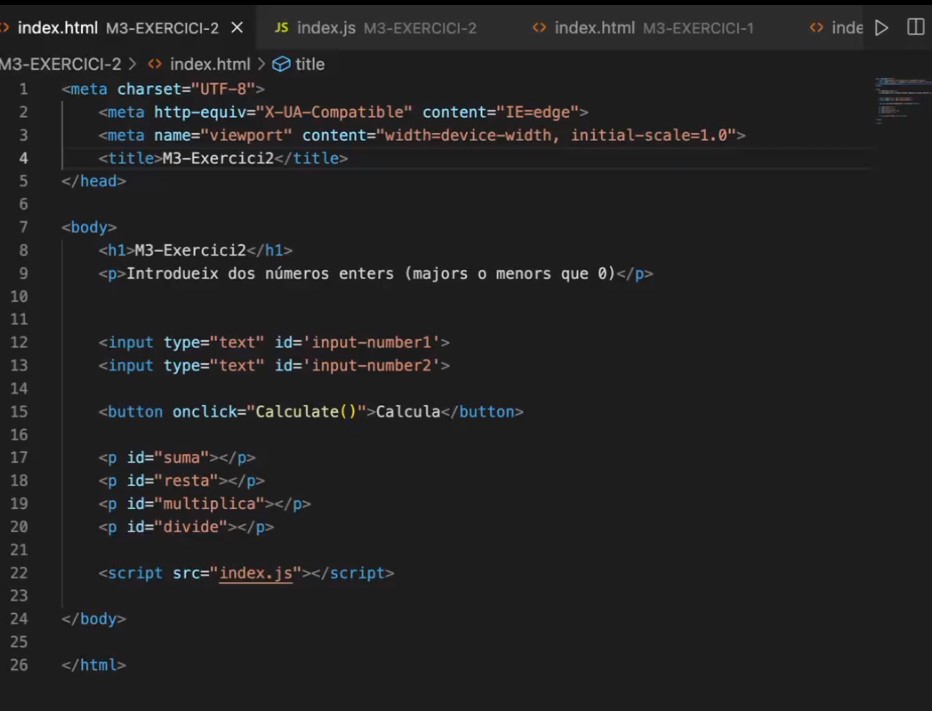 index.html M3-EXERCICI-2 × JS index.js M3-EXERCICI-2 <> index.html M3-EXERCICI-1 <> inde
M3-EXERCICI-2 > <> index.html > title
1 <meta charset="UTF-8">
2 <meta http-equiv="X-UA-Compatible" content="IE=edge">
3 <meta name="viewport" content="width=device-width, initial-scale=1.0">
4 <title>M3-Exercici2</title>
5 </head>
6
7 <body>
8 <h1>M3-Exercici2</h1>
9 <p>Introdueix dos números enters (majors o menors que 0)</p>
10
11
12 <input type="text" id='input-number1'>
13 <input type="text" id='input-number2'>
14
15 <button onclick="Calculate()">Calcula</button>
16
17 <p id="suma"></p>
18 <p id="resta"></p>
19 <p id="multiplica"></p>
20 <p id="divide"></p>
21
22 <script src="index.js"></script>
23
24 </body>
25
26 </html>